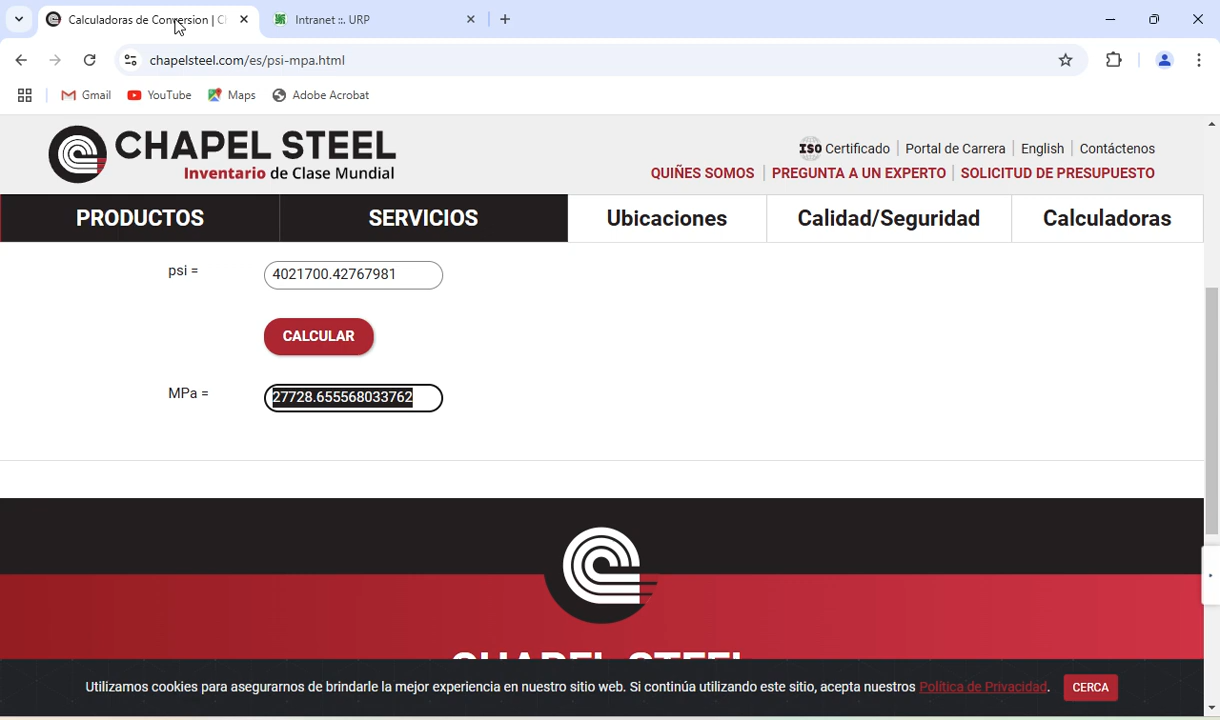 Calculadoras de Conversion | Ch
Intranet ::. URP
chapelsteel.com/es/psi-mpa.html
Gmail
YouTube
Maps
Adobe Acrobat
CHAPEL STEEL
Inventario de Clase Mundial
ISO Certificado
Portal de Carrera
English
Contáctenos
QUIÑES SOMOS
PREGUNTA A UN EXPERTO
SOLICITUD DE PRESUPUESTO
PRODUCTOS
SERVICIOS
Ubicaciones
Calidad/Seguridad
Calculadoras
psi =
4021700.42767981
CALCULAR
MPa =
27728.655568033762
CHAPEL STEEL
Utilizamos cookies para asegurarnos de brindarle la mejor experiencia en nuestro sitio web. Si continúa utilizando este sitio, acepta nuestros Política de Privacidad.
CERCA